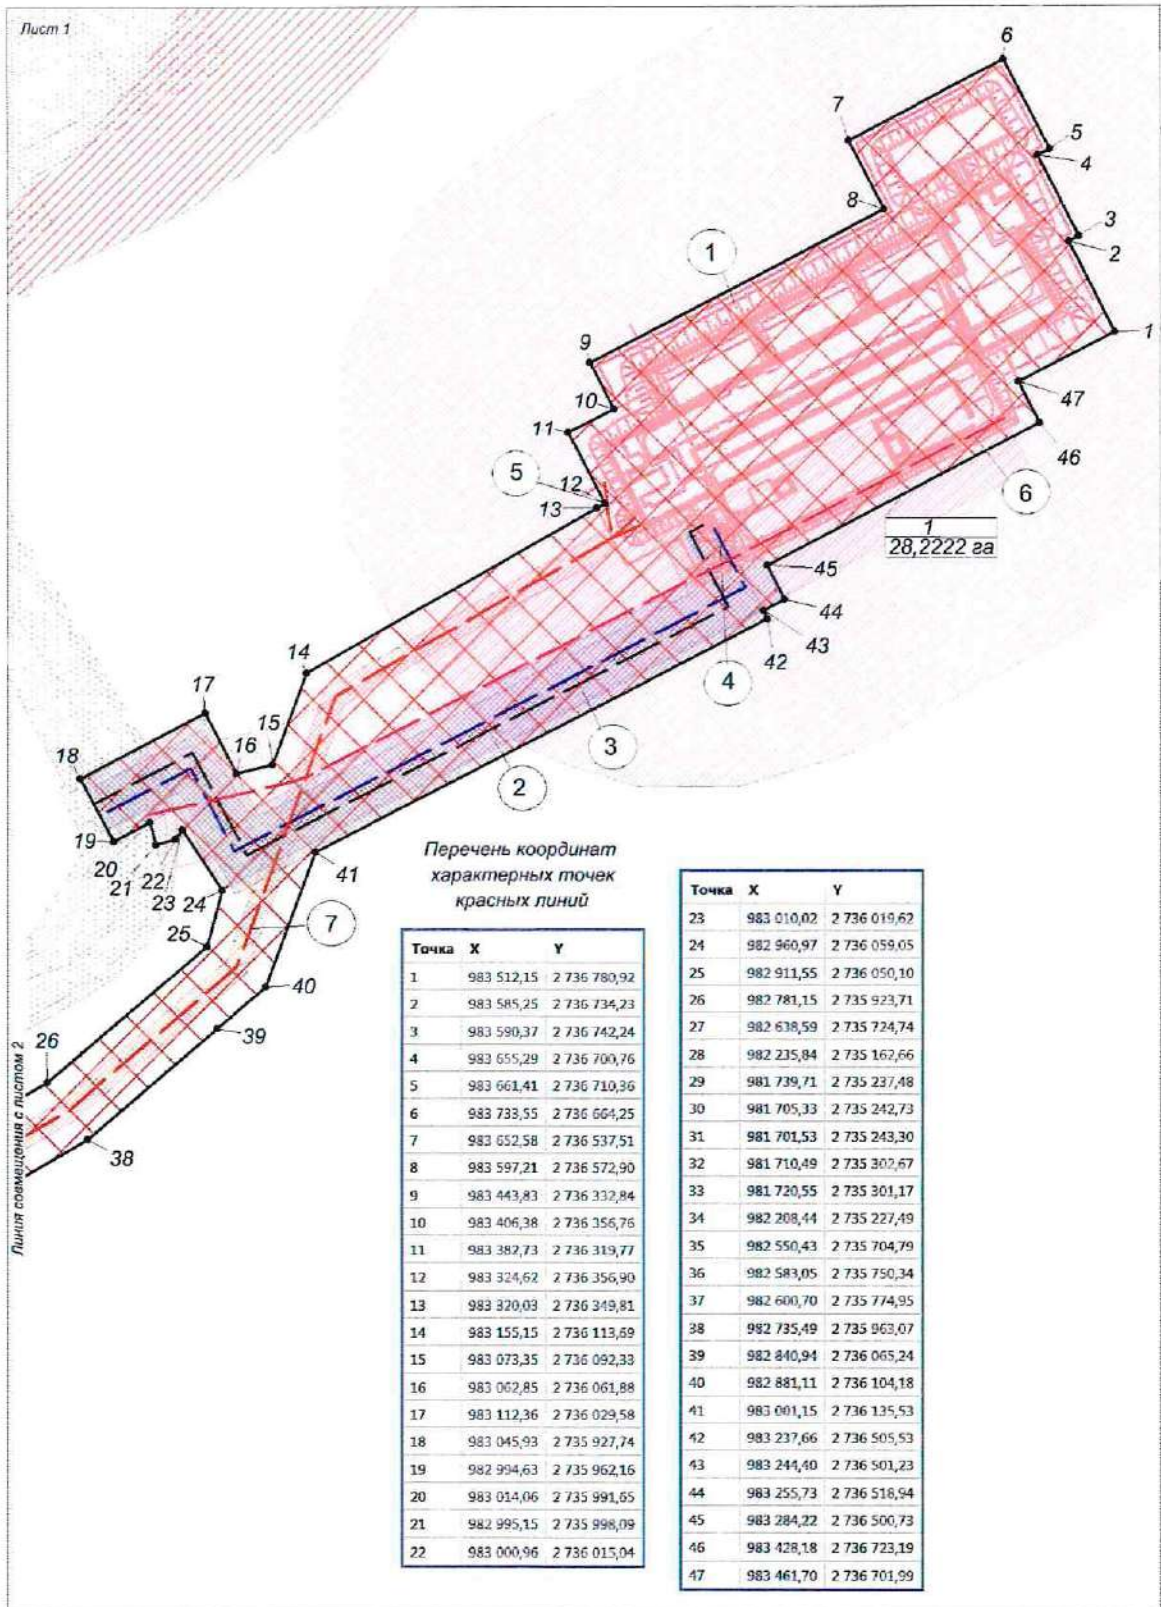 Лист 1
6
7
5
4
8
3
2
1
1
9
47
10
11
46
5
12
6
13
1
28,2222 га
45
44
14
43
42
4
17
15
3
16
18
2
19
41
20
21
22
23
24
7
25
40
39
26
38
Линия совмещения с листом 2
Перечень координат
характерных точек
красных линий
Точка X Y
1 983 512,15 2 736 780,92
2 983 585,25 2 736 734,23
3 983 590,37 2 736 742,24
4 983 655,29 2 736 700,76
5 983 661,41 2 736 710,36
6 983 733,55 2 736 664,25
7 983 652,58 2 736 537,51
8 983 597,21 2 736 572,90
9 983 443,83 2 736 332,84
10 983 406,38 2 736 356,76
11 983 382,73 2 736 319,77
12 983 324,62 2 736 356,90
13 983 320,03 2 736 349,81
14 983 155,15 2 736 113,69
15 983 073,35 2 736 092,33
16 983 062,85 2 736 061,88
17 983 112,36 2 736 029,58
18 983 045,93 2 735 927,74
19 982 994,63 2 735 962,16
20 983 014,06 2 735 991,65
21 982 995,15 2 735 998,09
22 983 000,96 2 736 015,04
Точка X Y
23 983 010,02 2 736 019,62
24 982 960,97 2 736 059,05
25 982 911,55 2 736 050,10
26 982 781,15 2 735 923,71
27 982 638,59 2 735 724,74
28 982 235,84 2 735 162,66
29 981 739,71 2 735 237,48
30 981 705,33 2 735 242,73
31 981 701,53 2 735 243,30
32 981 710,49 2 735 302,67
33 981 720,55 2 735 301,17
34 982 208,44 2 735 227,49
35 982 550,43 2 735 704,79
36 982 583,05 2 735 750,34
37 982 600,70 2 735 774,95
38 982 735,49 2 735 963,07
39 982 840,94 2 736 065,24
40 982 881,11 2 736 104,18
41 983 001,15 2 736 135,53
42 983 237,66 2 736 505,53
43 983 244,40 2 736 501,23
44 983 255,73 2 736 518,94
45 983 284,22 2 736 500,73
46 983 428,18 2 736 723,19
47 983 461,70 2 736 701,99